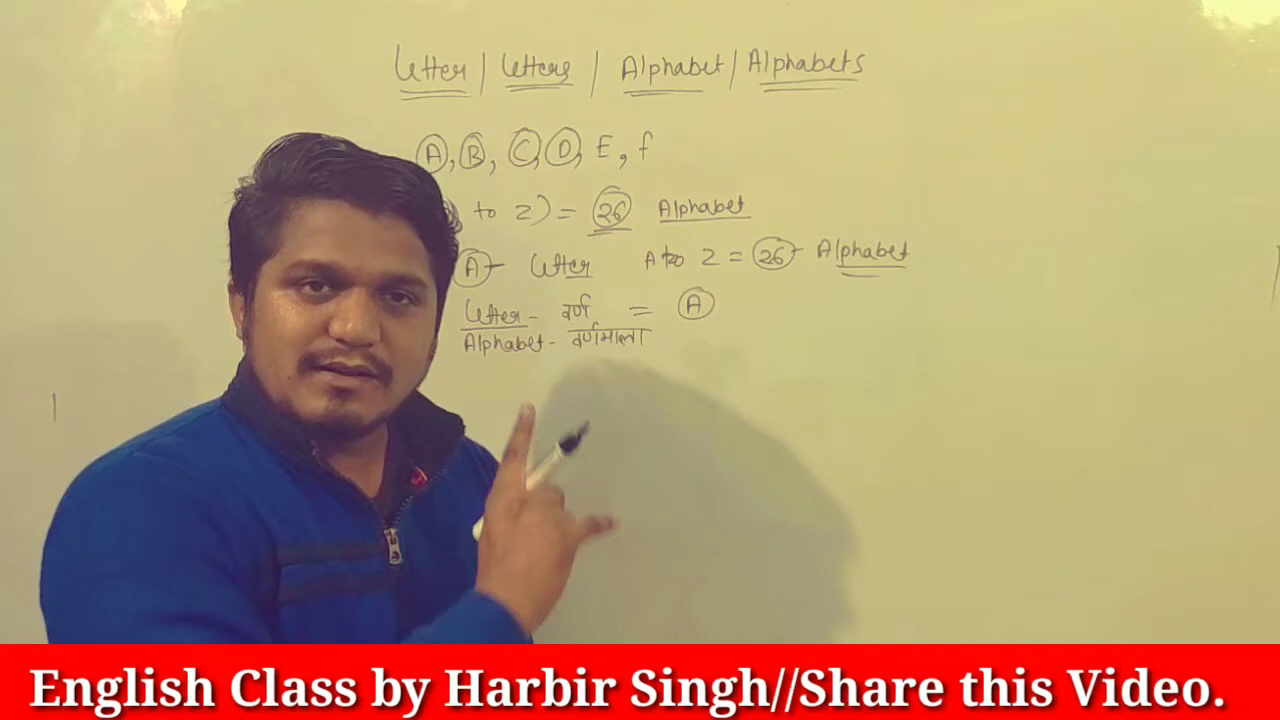 Letter / Letters / Alphabet / Alphabets
A, B, C, D, E, f
to Z) = 26 Alphabet
A - Letter A to Z = 26 - Alphabet
Letter - वर्ण = A
Alphabet - वर्णमाला
English Class by Harbir Singh//Share this Video.